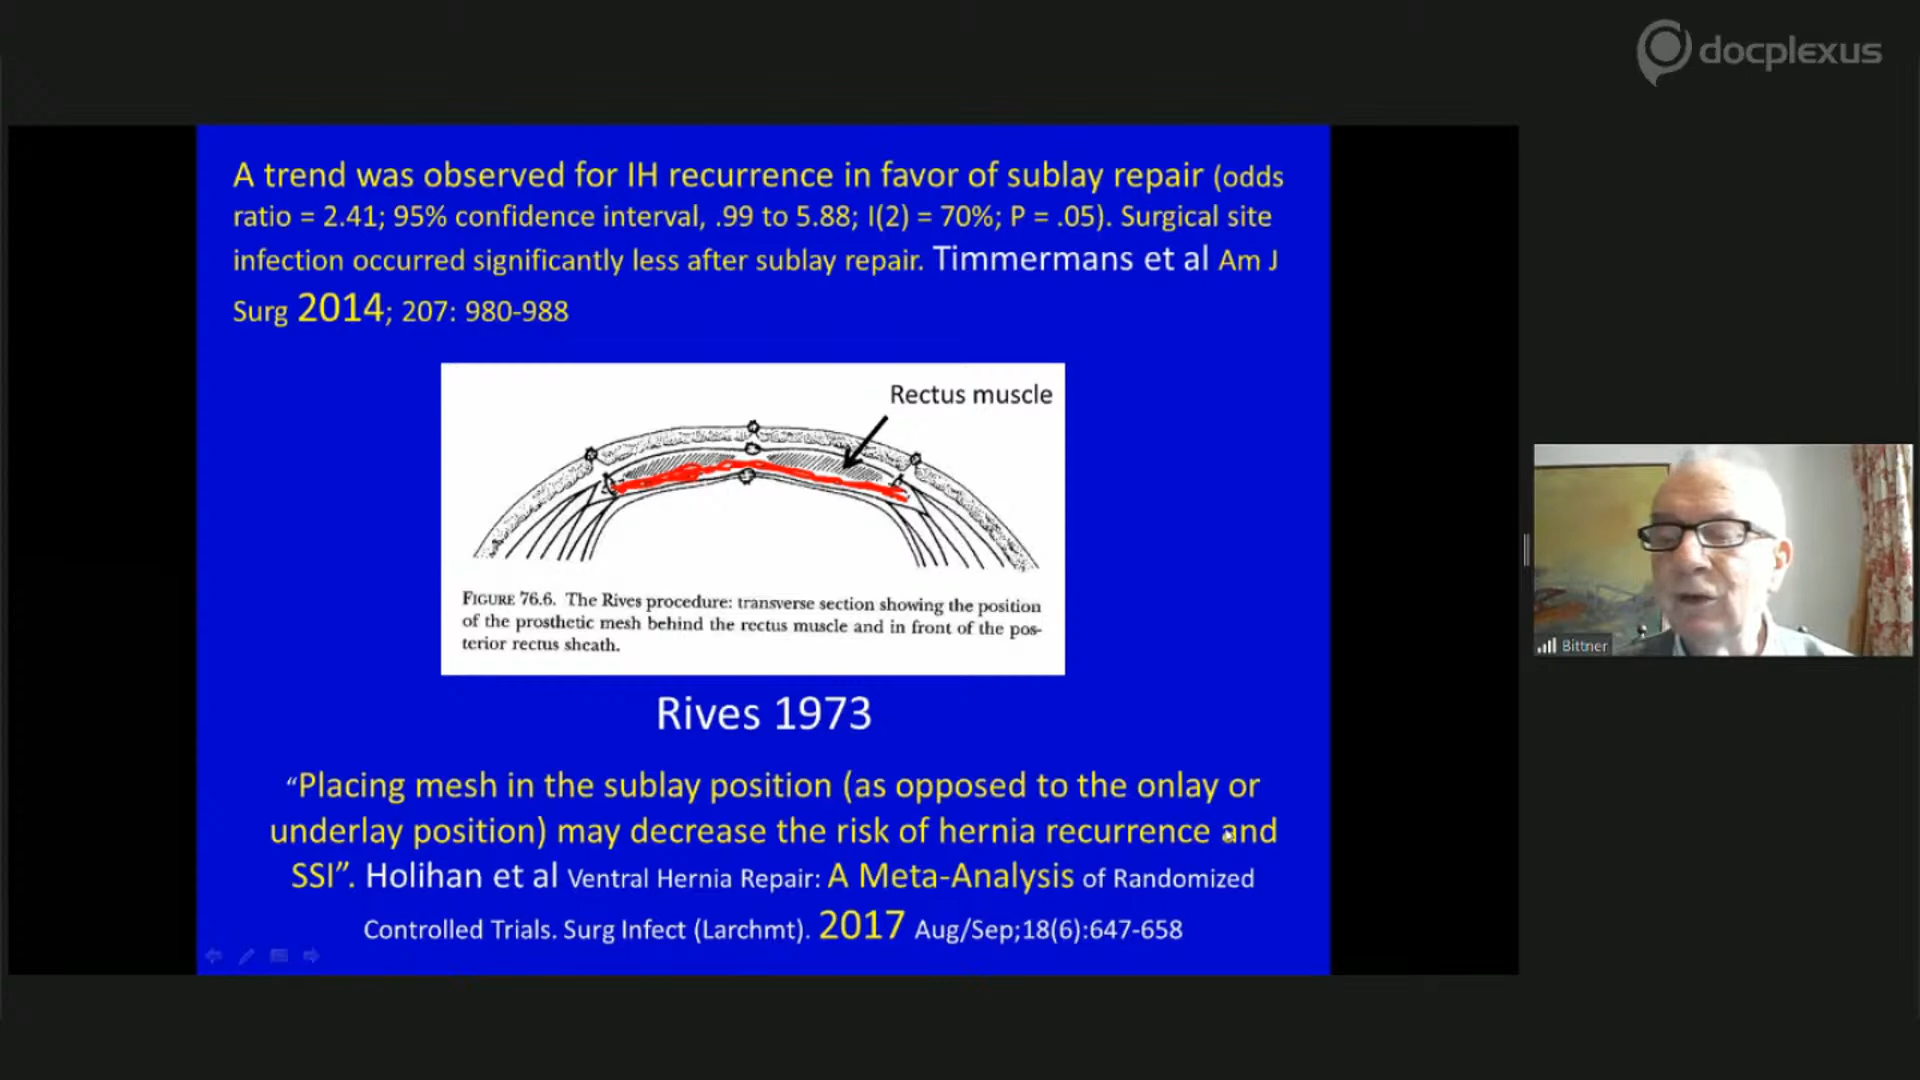 docplexus
A trend was observed for IH recurrence in favor of sublay repair (odds
ratio = 2.41; 95% confidence interval, .99 to 5.88; I(2) = 70%; P = .05). Surgical site
infection occurred significantly less after sublay repair. Timmermans et al Am J
Surg 2014; 207: 980-988
Rectus muscle
FIGURE 76.6. The Rives procedure: transverse section showing the position
of the prosthetic mesh behind the rectus muscle and in front of the pos-
terior rectus sheath.
Rives 1973
“Placing mesh in the sublay position (as opposed to the onlay or
underlay position) may decrease the risk of hernia recurrence and
SSI”. Holihan et al Ventral Hernia Repair: A Meta-Analysis of Randomized
Controlled Trials. Surg Infect (Larchmt). 2017 Aug/Sep;18(6):647-658
Bittner